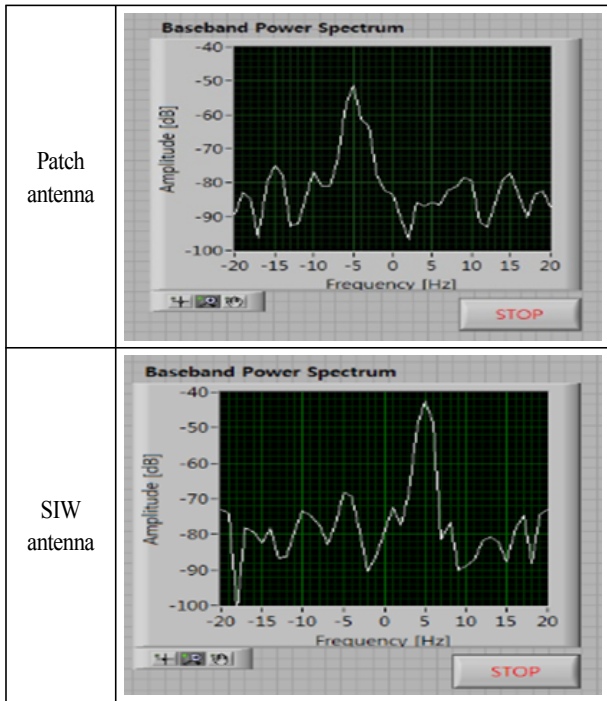 Patch
antenna
Baseband Power Spectrum
Amplitude [dB]
-40
-50
-60
-70
-80
-90
-100
-20 -15 -10 -5 0 5 10 15 20
Frequency [Hz]
STOP
SIW
antenna
Baseband Power Spectrum
Amplitude [dB]
-40
-50
-60
-70
-80
-90
-100
-20 -15 -10 -5 0 5 10 15 20
Frequency [Hz]
STOP